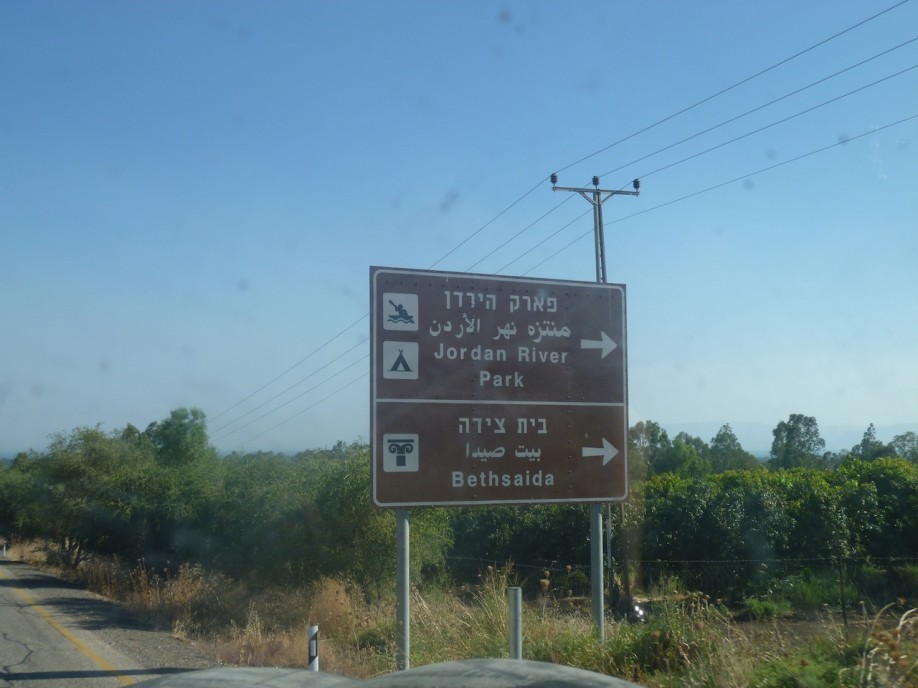 פארק הירדן
منتزه نهر الأردن
Jordan River
Park
בית צידה
بيت صيدا
Bethsaida